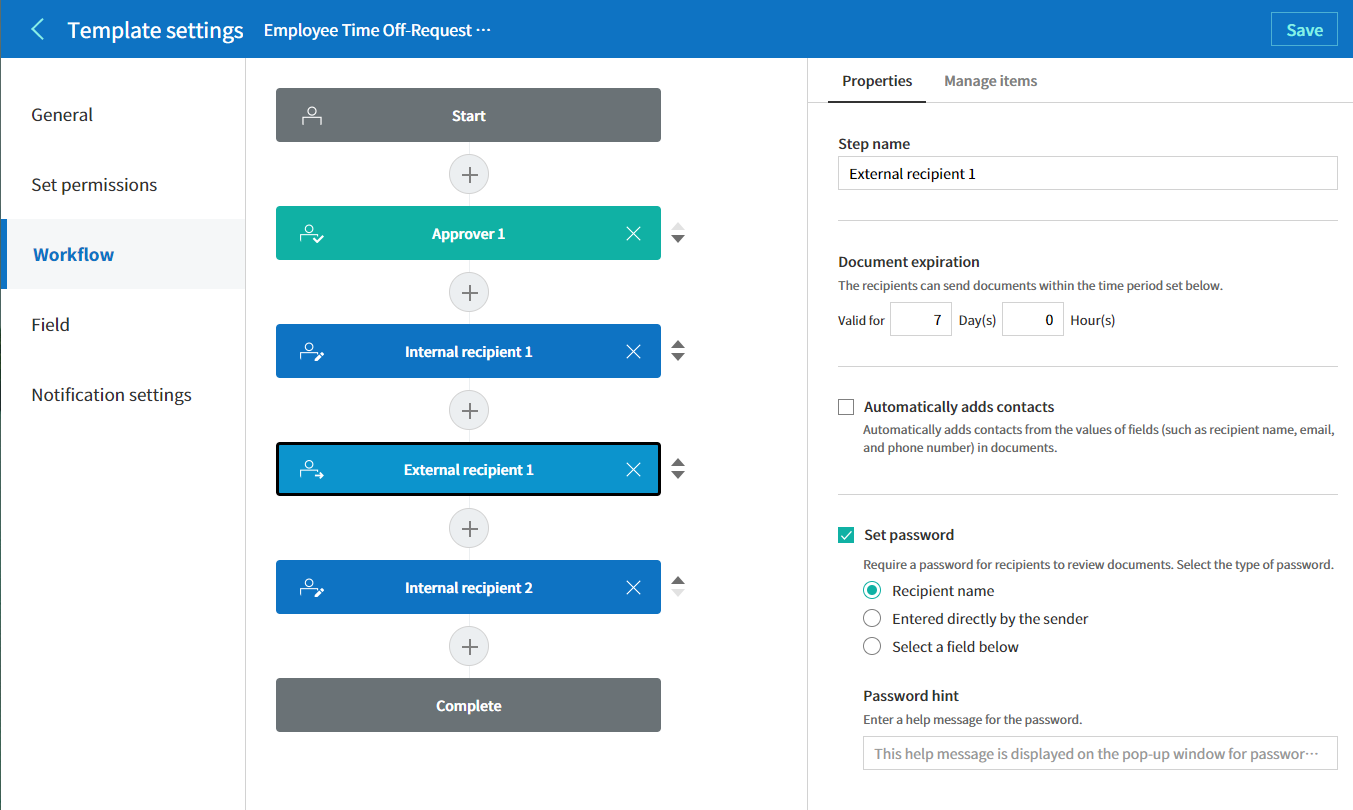 Template settings
Employee Time Off-Request ···
Save
General
Set permissions
Workflow
Field
Notification settings
Start
Approver 1
Internal recipient 1
External recipient 1
Internal recipient 2
Complete
Properties
Manage items
Step name
External recipient 1
Document expiration
The recipients can send documents within the time period set below.
Valid for 7 Day(s) 0 Hour(s)
Automatically adds contacts
Automatically adds contacts from the values of fields (such as recipient name, email,
and phone number) in documents.
Set password
Require a password for recipients to review documents. Select the type of password.
Recipient name
Entered directly by the sender
Select a field below
Password hint
Enter a help message for the password.
This help message is displayed on the pop-up window for passwor···